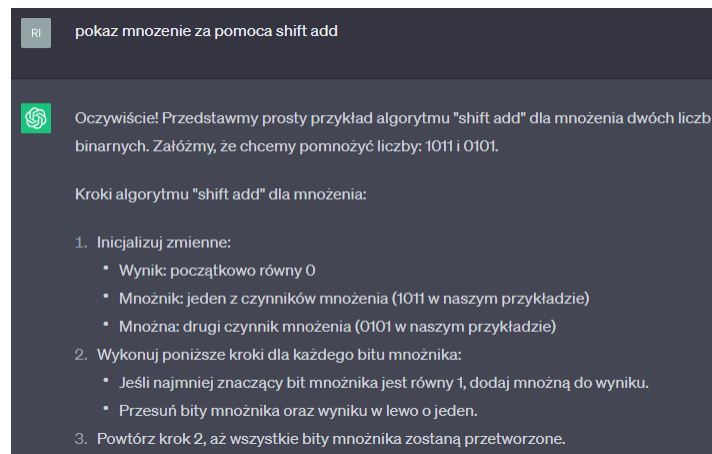 RI
pokaz mnozenie za pomoca shift add
Oczywiście! Przedstawmy prosty przykład algorytmu "shift add" dla mnożenia dwóch liczb
binarnych. Załóżmy, że chcemy pomnożyć liczby: 1011 i 0101.
Kroki algorytmu "shift add" dla mnożenia:
1. Inicjalizuj zmienne:
• Wynik: początkowo równy 0
• Mnożnik: jeden z czynników mnożenia (1011 w naszym przykładzie)
• Można: drugi czynnik mnożenia (0101 w naszym przykładzie)
2. Wykonuj poniższe kroki dla każdego bitu mnożnika:
• Jeśli najmniej znaczący bit mnożnika jest równy 1, dodaj mnożną do wyniku.
• Przesuń bity mnożnika oraz wyniku w lewo o jeden.
3. Powtórz krok 2, aż wszystkie bity mnożnika zostaną przetworzone.